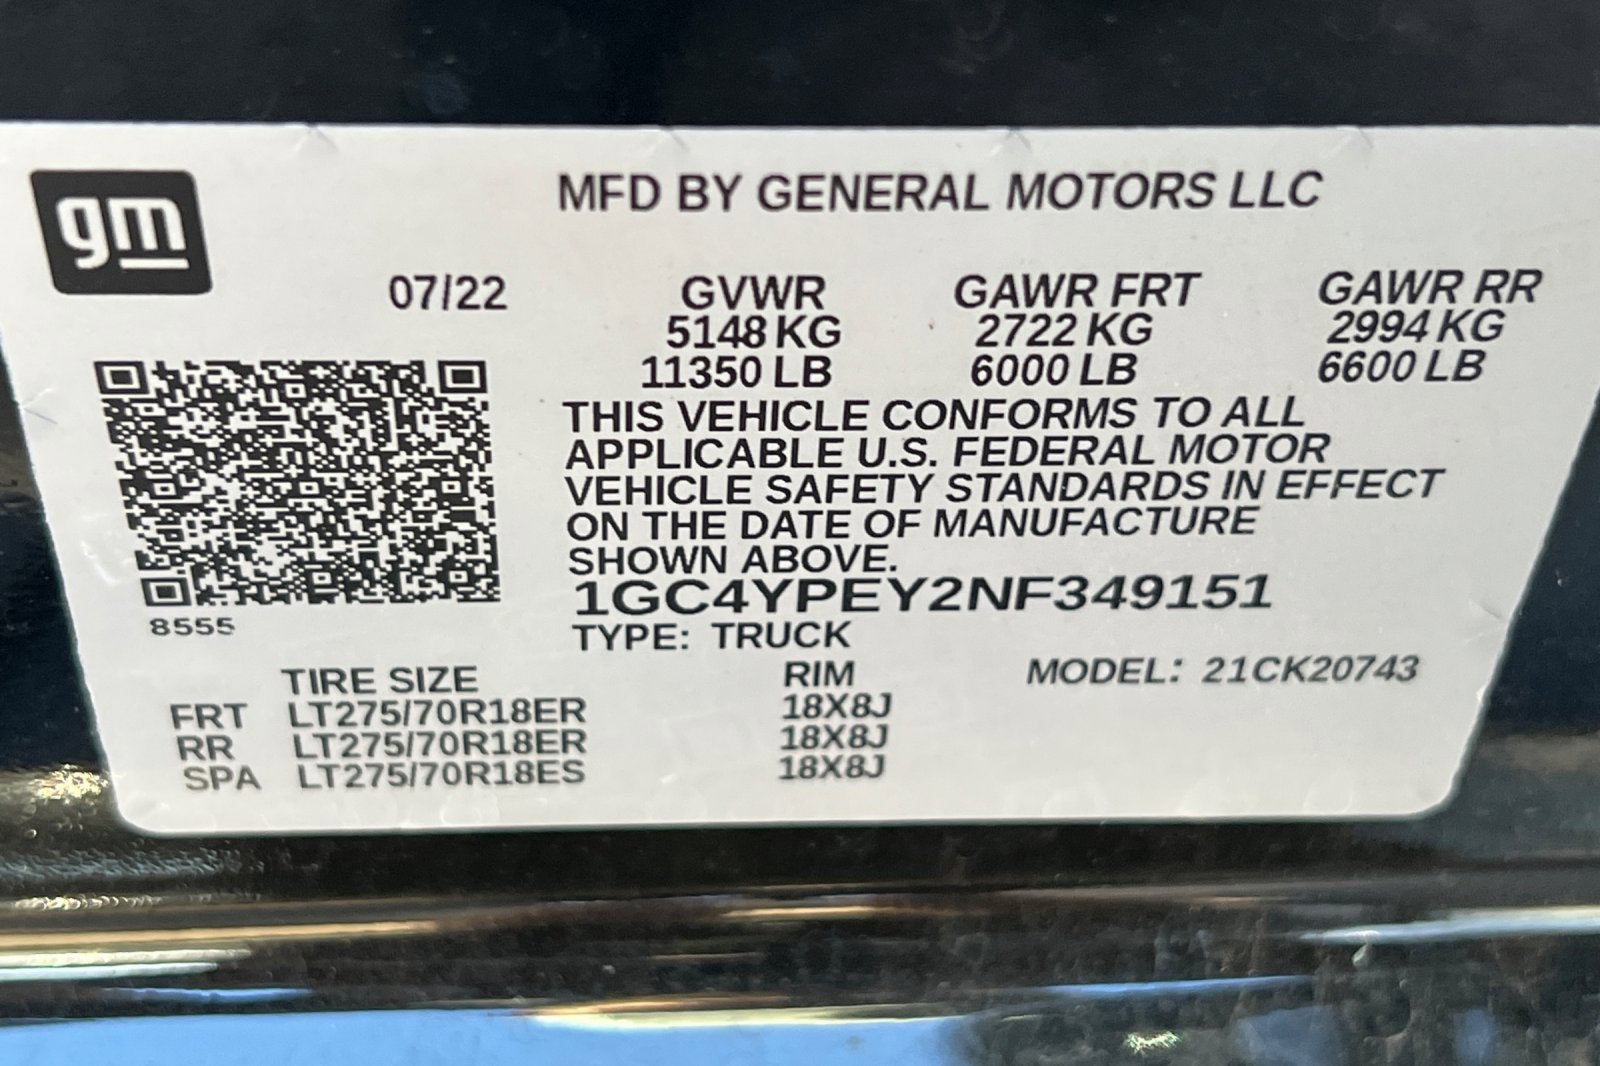 gm
MFD BY GENERAL MOTORS LLC
07/22 GVWR GAWR FRT GAWR RR
5148 KG 2722 KG 2994 KG
11350 LB 6000 LB 6600 LB
THIS VEHICLE CONFORMS TO ALL
APPLICABLE U.S. FEDERAL MOTOR
VEHICLE SAFETY STANDARDS IN EFFECT
ON THE DATE OF MANUFACTURE
SHOWN ABOVE.
1GC4YPEY2NF349151
8555
TYPE: TRUCK
TIRE SIZE RIM MODEL: 21CK20743
FRT LT275/70R18ER 18X8J
RR LT275/70R18ER 18X8J
SPA LT275/70R18ES 18X8J